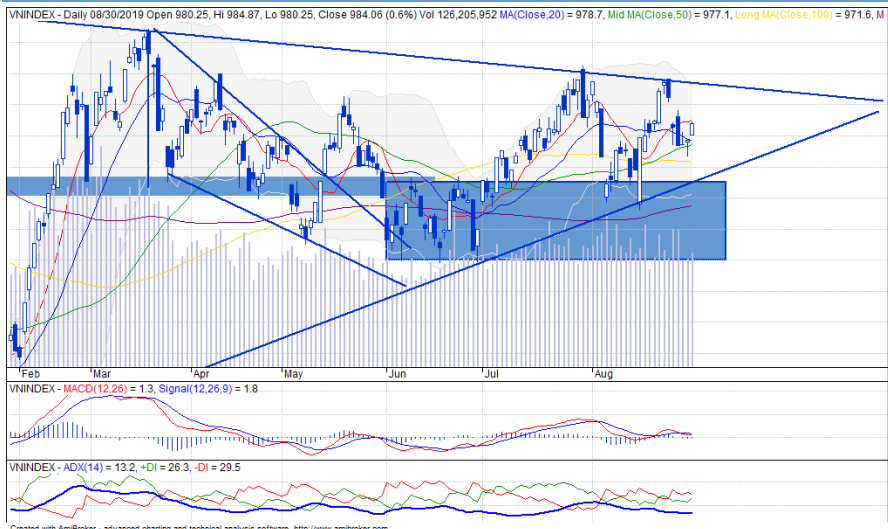 VNINDEX - Daily 08/30/2019 Open 980.25, Hi 984.87, Lo 980.25, Close 984.06 (0.6%) Vol 126,205,952 MA(Close,20) = 978.7, Mid MA(Close,50) = 977.1, Long MA(Close,100) = 971.6, M
Feb Mar Apr May Jun Jul Aug
VNINDEX - MACD(12,26) = 1.3, Signal(12,26,9) = 1.8
VNINDEX - ADX(14) = 13.2, +DI = 26.3, -DI = 29.5
Created with AmiBroker - advanced charting and technical analysis software. http://www.amibroker.com